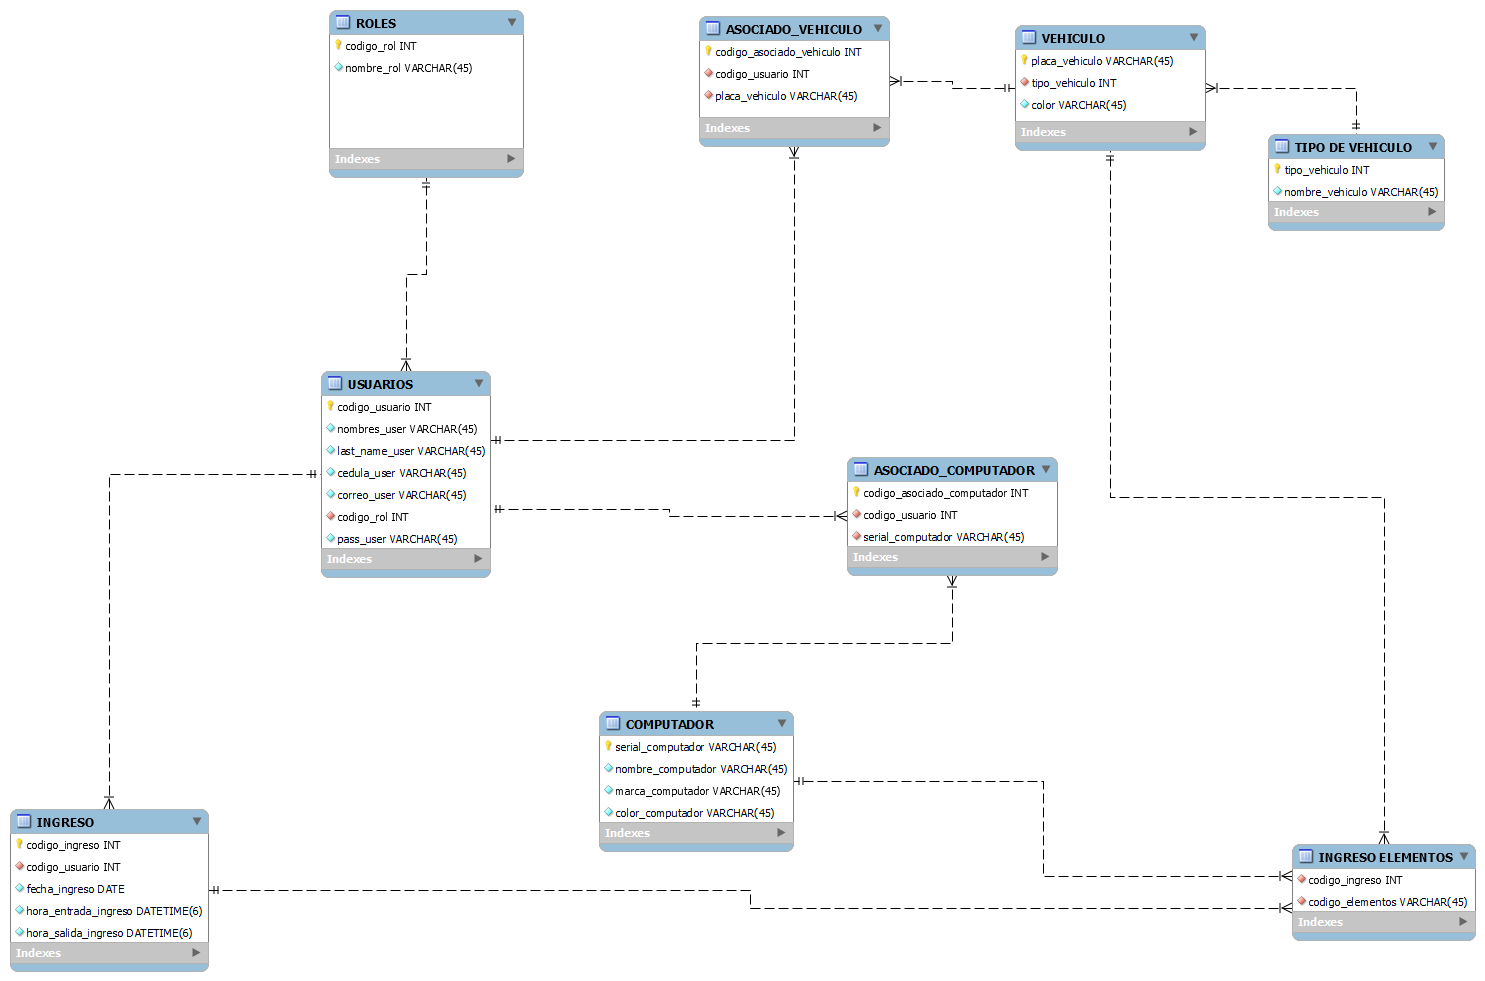 ROLES
codigo_rol INT
nombre_rol VARCHAR(45)
Indexes
ASOCIADO_VEHICULO
codigo_asociado_vehiculo INT
codigo_usuario INT
placa_vehiculo VARCHAR(45)
Indexes
VEHICULO
placa_vehiculo VARCHAR(45)
tipo_vehiculo INT
color VARCHAR(45)
Indexes
TIPO DE VEHICULO
tipo_vehiculo INT
nombre_vehiculo VARCHAR(45)
Indexes
USUARIOS
codigo_usuario INT
nombres_user VARCHAR(45)
last_name_user VARCHAR(45)
cedula_user VARCHAR(45)
correo_user VARCHAR(45)
codigo_rol INT
pass_user VARCHAR(45)
Indexes
ASOCIADO_COMPUTADOR
codigo_asociado_computador INT
codigo_usuario INT
serial_computador VARCHAR(45)
Indexes
COMPUTADOR
serial_computador VARCHAR(45)
nombre_computador VARCHAR(45)
marca_computador VARCHAR(45)
color_computador VARCHAR(45)
Indexes
INGRESO
codigo_ingreso INT
codigo_usuario INT
fecha_ingreso DATE
hora_entrada_ingreso DATETIME(6)
hora_salida_ingreso DATETIME(6)
Indexes
INGRESO ELEMENTOS
codigo_ingreso INT
codigo_elementos VARCHAR(45)
Indexes